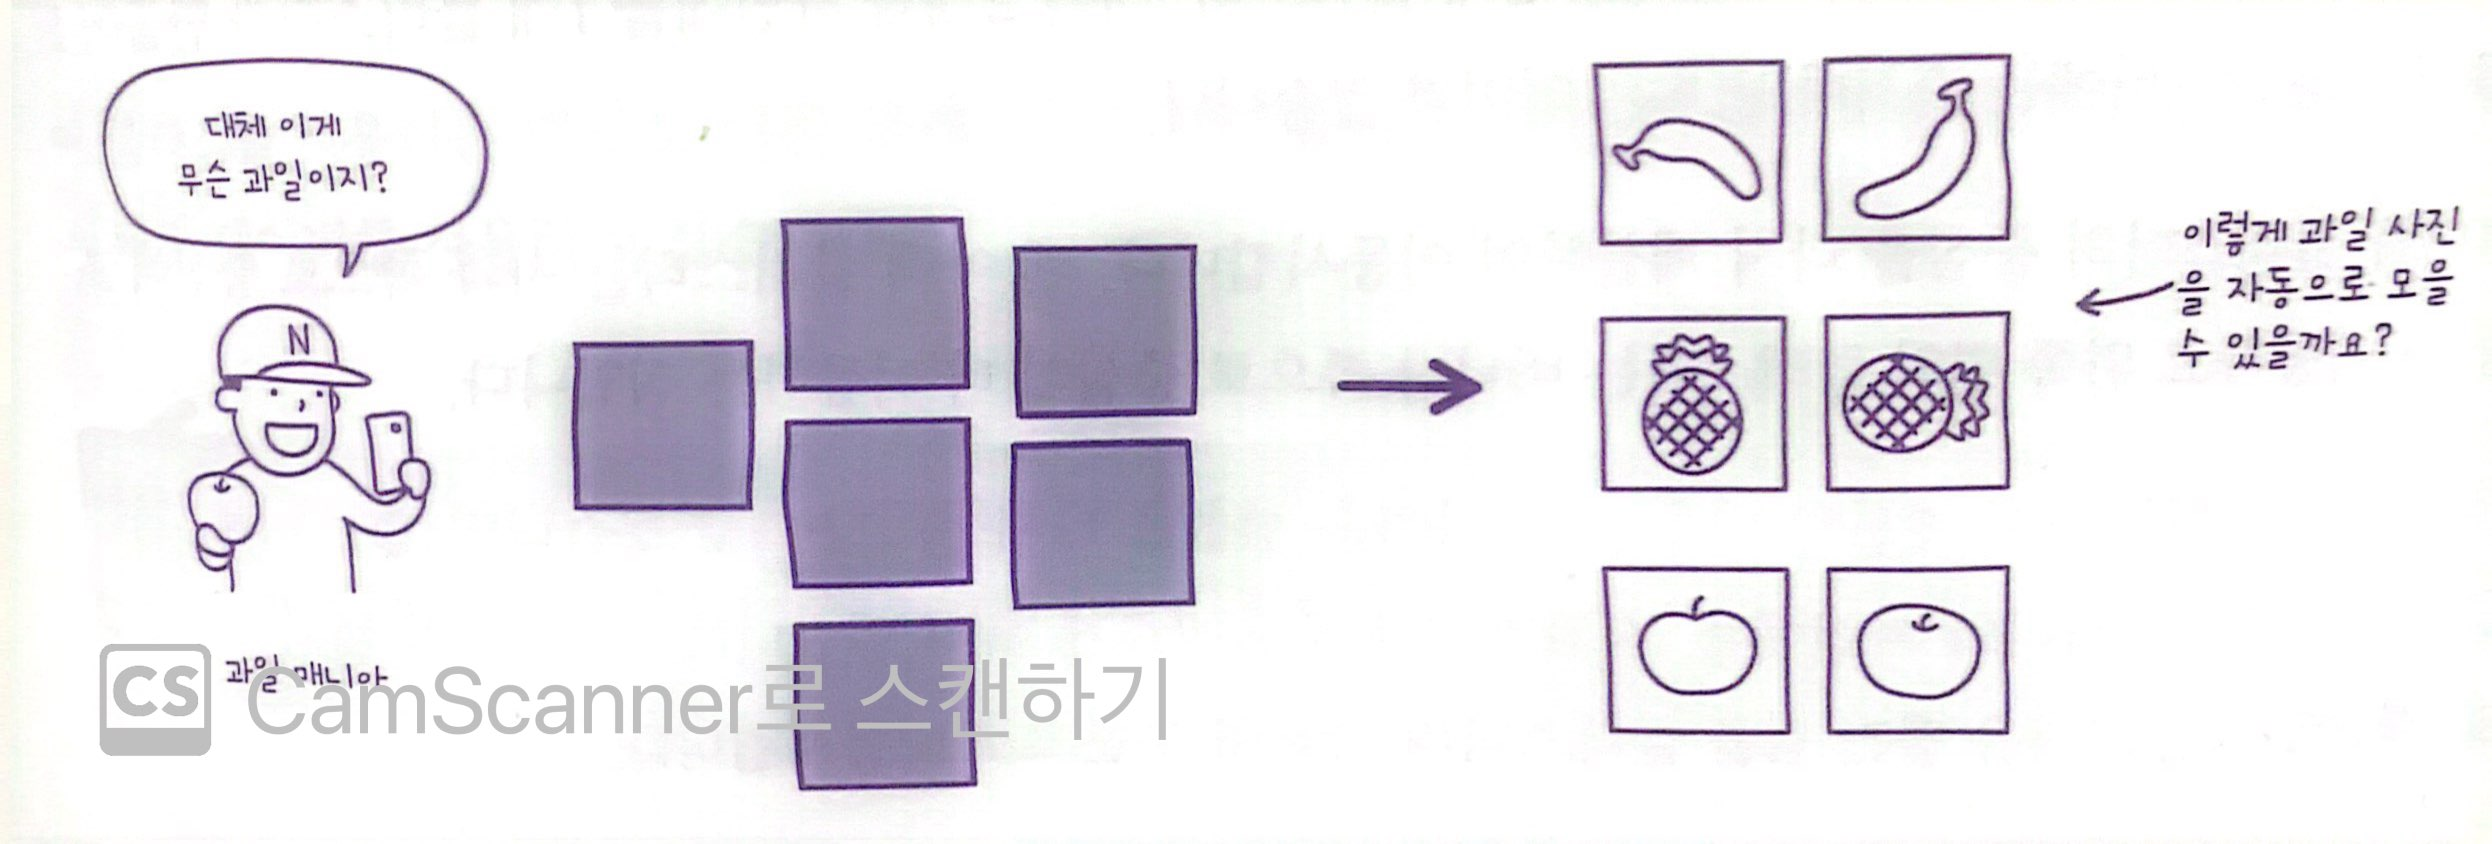 대체 이게
무슨 과일이지?
N
과일 매니아
이렇게 과일 사진
을 자동으로 모을
수 있을까요?
CS CamScanner로 스캔하기